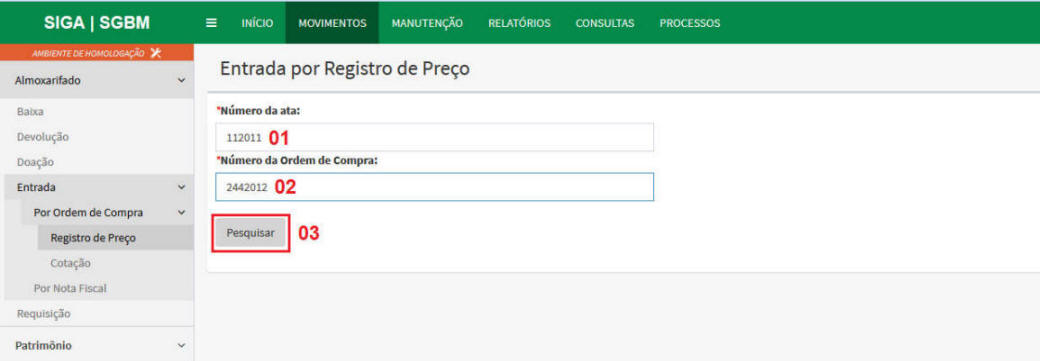 SIGA | SGBM
INÍCIO MOVIMENTOS MANUTENÇÃO RELATÓRIOS CONSULTAS PROCESSOS
AMBIENTE DE HOMOLOGAÇÃO
Almoxarifado
Baixa
Devolução
Doação
Entrada
Por Ordem de Compra
Registro de Preço
Cotação
Por Nota Fiscal
Requisição
Patrimônio
Entrada por Registro de Preço
*Número da ata:
112011 01
*Número da Ordem de Compra:
2442012 02
Pesquisar 03